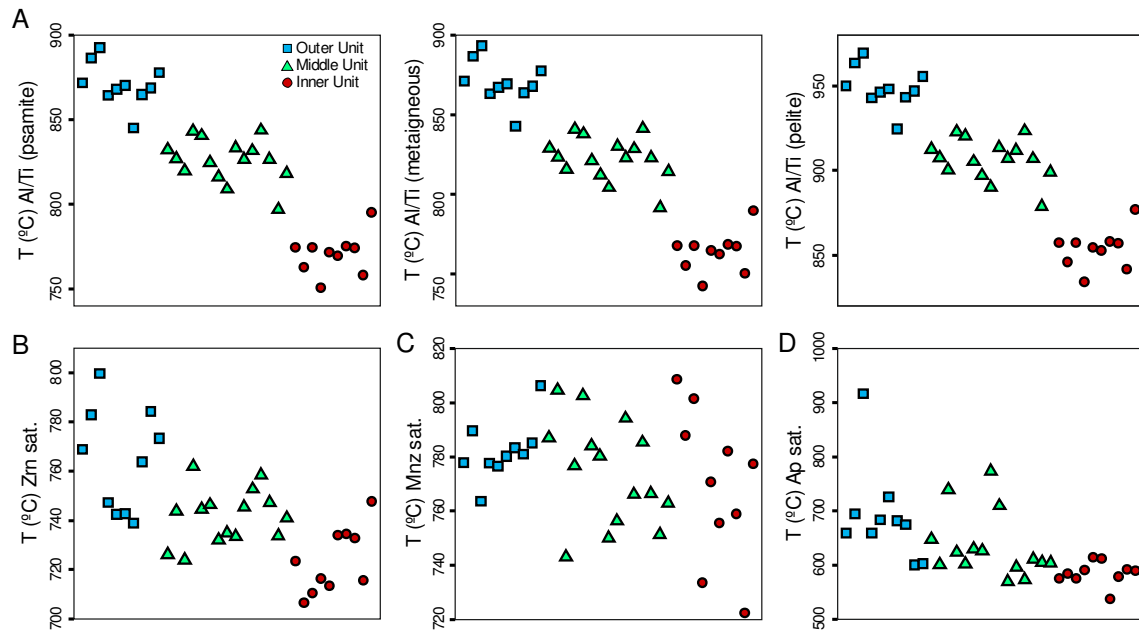 A
T (ºC) Al/Ti (psamite)
900
850
800
750
Outer Unit
Middle Unit
Inner Unit
T (ºC) Al/Ti (metaigneous)
900
850
800
750
T (ºC) Al/Ti (pelite)
950
900
850
B
T (ºC) Zrn sat.
800
780
760
740
720
700
C
T (ºC) Mnz sat.
820
800
780
760
740
720
D
T (ºC) Ap sat.
1000
900
800
700
600
500